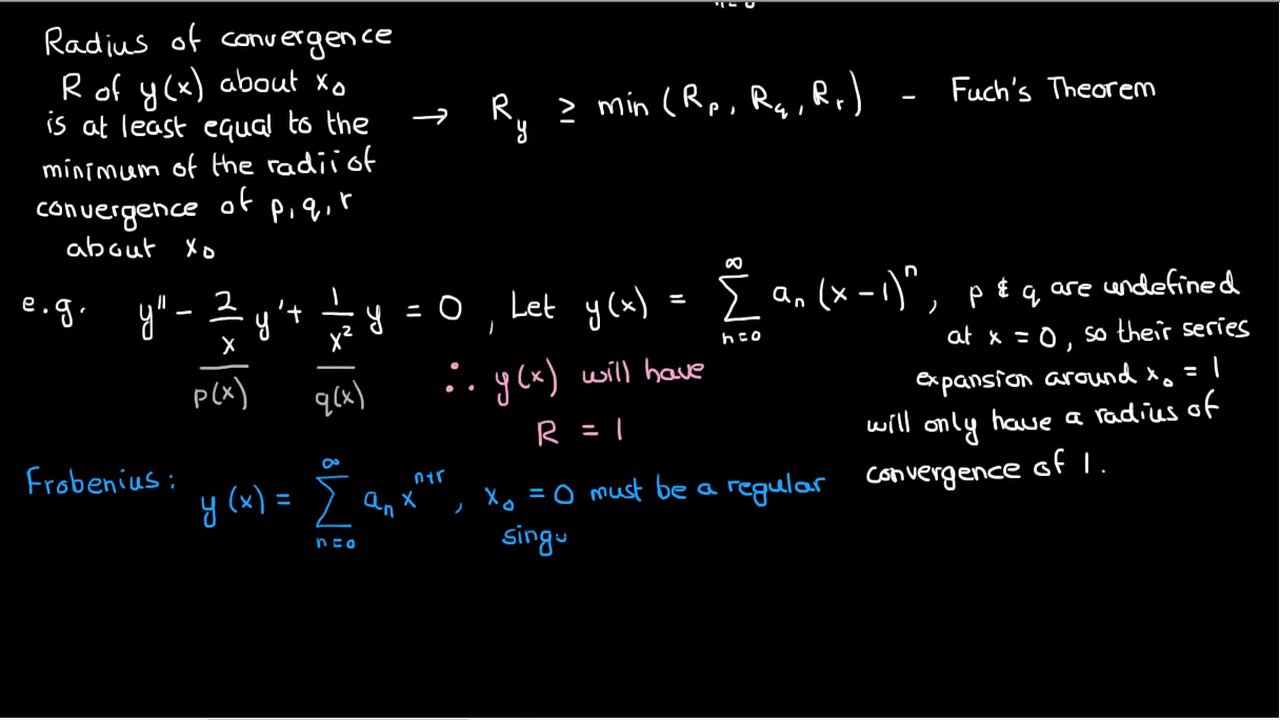 Radius of convergence
R of y(x) about x₀
is at least equal to the
minimum of the radii of
convergence of p, q, r
about x₀
→ R_y ≥ min (R_p, R_q, R_r) - Fuch's Theorem
e.g. y'' - 2/x y' + 1/x² y = 0, Let y(x) = ∑_{n=0}^{∞} a_n (x-1)^n, p & q are undefined
at x = 0, so their series
expansion around x₀ = 1
will only have a radius of
convergence of 1.
p(x) q(x)
∴ y(x) will have
R = 1
Frobenius: y(x) = ∑_{n=0}^{∞} a_n x^{n+r}, x₀ = 0 must be a regular
singu